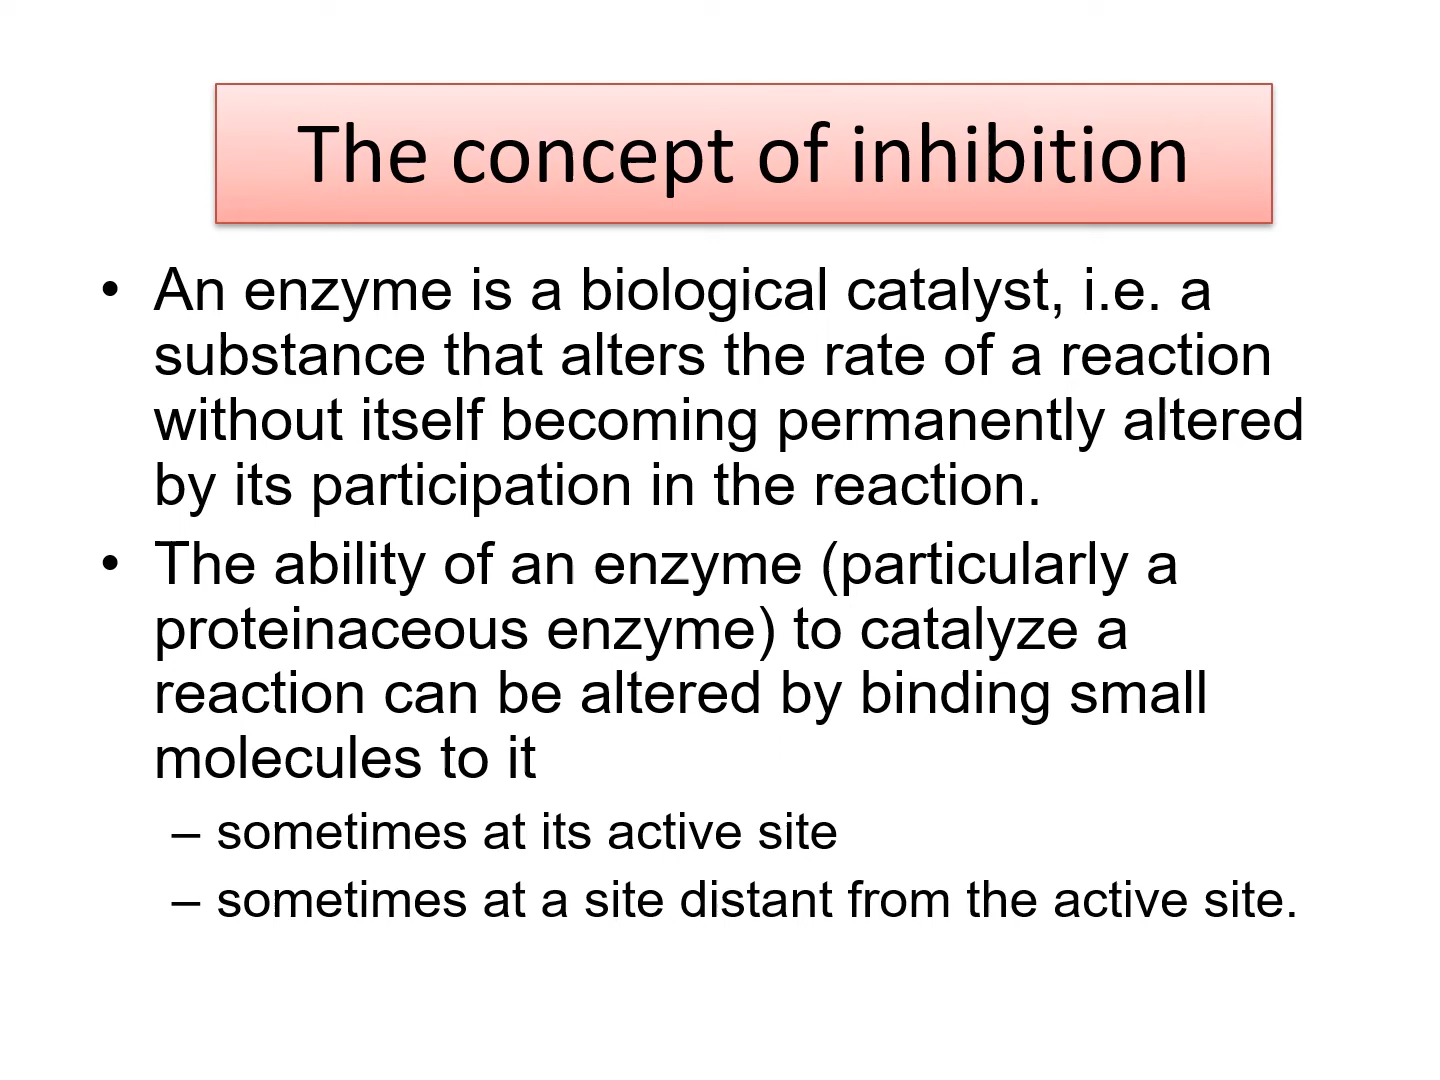 The concept of inhibition
• An enzyme is a biological catalyst, i.e. a
substance that alters the rate of a reaction
without itself becoming permanently altered
by its participation in the reaction.
• The ability of an enzyme (particularly a
proteinaceous enzyme) to catalyze a
reaction can be altered by binding small
molecules to it
– sometimes at its active site
– sometimes at a site distant from the active site.